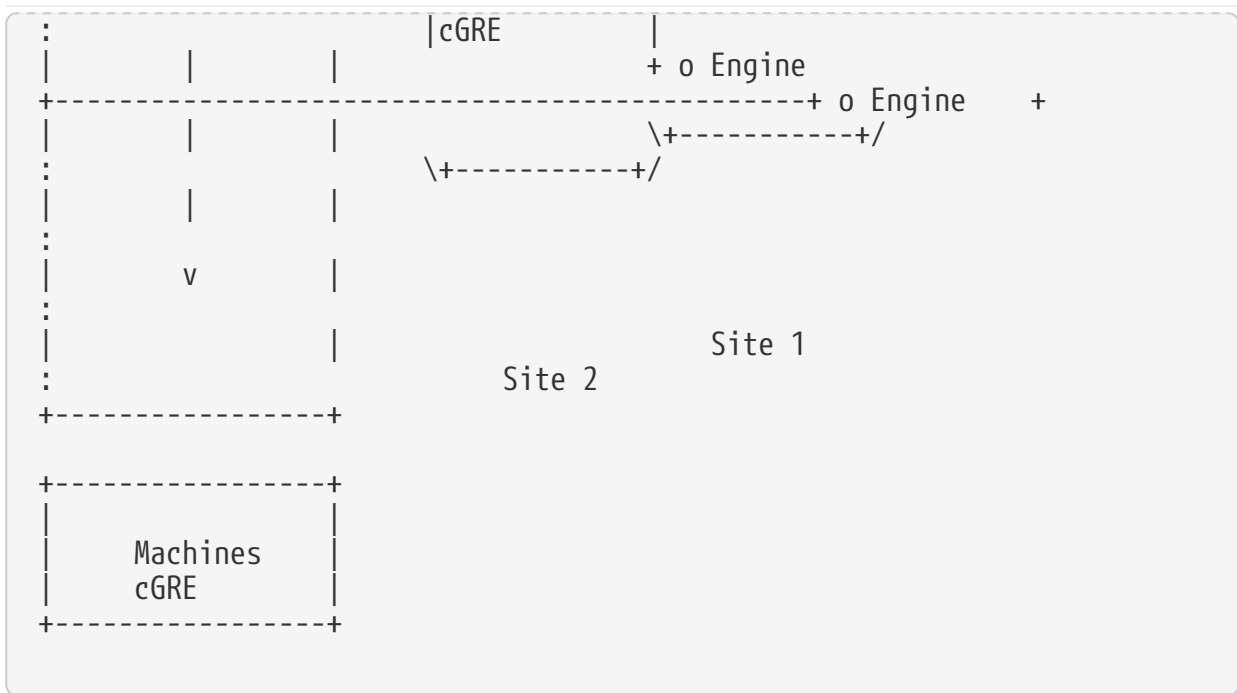 :                          |cGRE           |
|         |         |                      + o Engine
+----------------------------------------------------+ o Engine    +
|         |         |                      \+-----------+/
:                          \+-----------+/
|         |         |
:
|         v         |
:
|                   |                          Site 1
:                               Site 2
+-------------------+

+-------------------+
|                   |
|      Machines     |
|      cGRE         |
+-------------------+